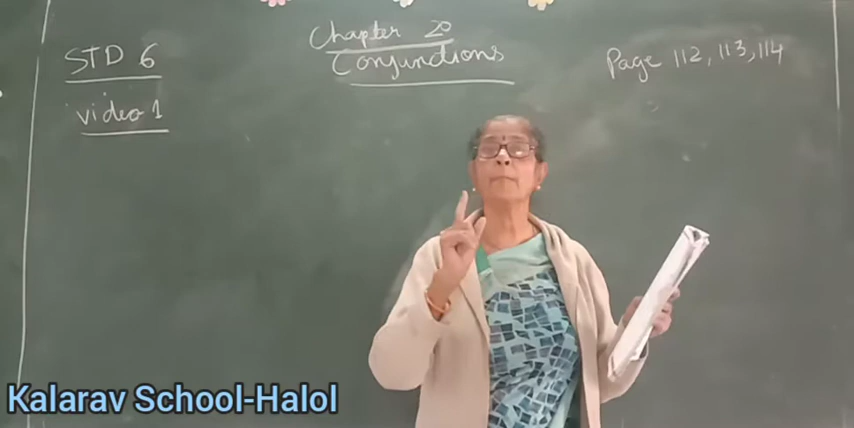 STD 6
video 1
Chapter 20
Conjunctions
Page 112, 113, 114
Kalarav School-Halol